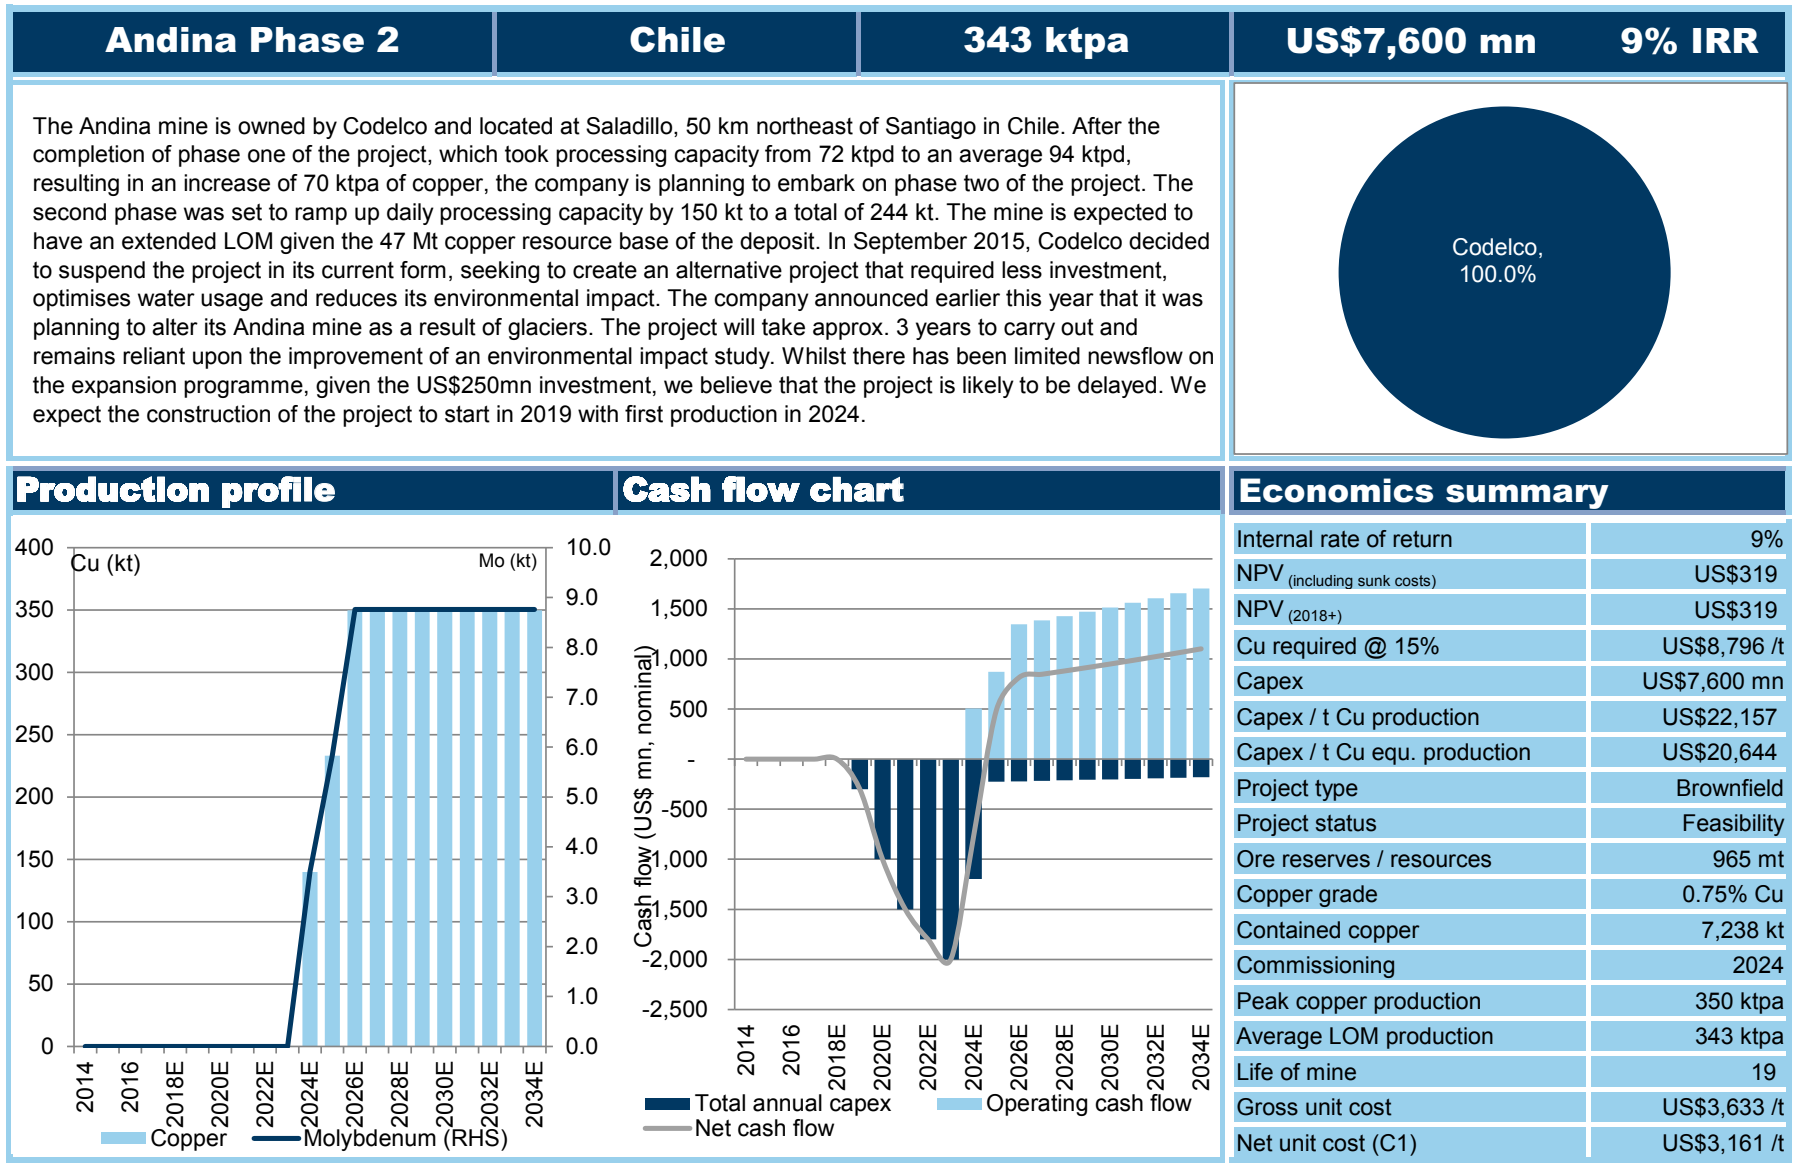 Andina Phase 2
Chile
343 ktpa
US$7,600 mn
9% IRR
The Andina mine is owned by Codelco and located at Saladillo, 50 km northeast of Santiago in Chile. After the
completion of phase one of the project, which took processing capacity from 72 ktpd to an average 94 ktpd,
resulting in an increase of 70 ktpa of copper, the company is planning to embark on phase two of the project. The
second phase was set to ramp up daily processing capacity by 150 kt to a total of 244 kt. The mine is expected to
have an extended LOM given the 47 Mt copper resource base of the deposit. In September 2015, Codelco decided
to suspend the project in its current form, seeking to create an alternative project that required less investment,
optimises water usage and reduces its environmental impact. The company announced earlier this year that it was
planning to alter its Andina mine as a result of glaciers. The project will take approx. 3 years to carry out and
remains reliant upon the improvement of an environmental impact study. Whilst there has been limited newsflow on
the expansion programme, given the US$250mn investment, we believe that the project is likely to be delayed. We
expect the construction of the project to start in 2019 with first production in 2024.
Codelco,
100.0%
Production profile
Cu (kt)
Mo (kt)
400
350
300
250
200
150
100
50
0
10.0
9.0
8.0
7.0
6.0
5.0
4.0
3.0
2.0
1.0
0.0
2014
2016
2018E
2020E
2022E
2024E
2026E
2028E
2030E
2032E
2034E
Copper
Molybdenum (RHS)
Cash flow chart
Cash flow (US$ mn, nominal)
2,000
1,500
1,000
500
-
-500
-1,000
-1,500
-2,000
-2,500
2014
2016
2018E
2020E
2022E
2024E
2026E
2028E
2030E
2032E
2034E
Total annual capex
Operating cash flow
Net cash flow
Economics summary
Internal rate of return 9%
NPV (including sunk costs) US$319
NPV (2018+) US$319
Cu required @ 15% US$8,796 /t
Capex US$7,600 mn
Capex / t Cu production US$22,157
Capex / t Cu equ. production US$20,644
Project type Brownfield
Project status Feasibility
Ore reserves / resources 965 mt
Copper grade 0.75% Cu
Contained copper 7,238 kt
Commissioning 2024
Peak copper production 350 ktpa
Average LOM production 343 ktpa
Life of mine 19
Gross unit cost US$3,633 /t
Net unit cost (C1) US$3,161 /t